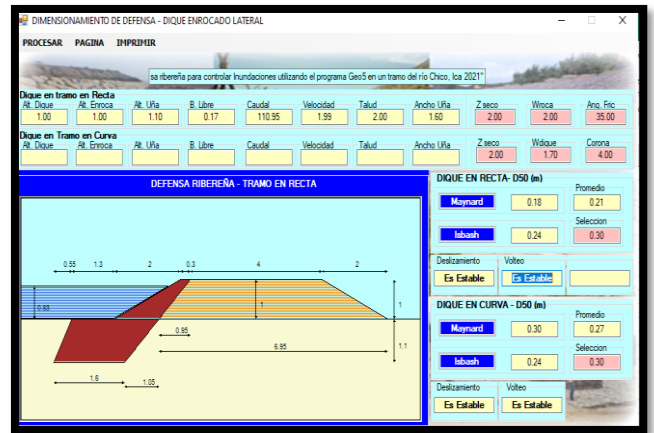 DIMENSIONAMIENTO DE DEFENSA - DIQUE ENROCADO LATERAL
PROCESAR PAGINA IMPRIMIR
sa ribereña para controlar Inundaciones utilizando el programa Geo5 en un tramo del río Chico, Ica 2021"
Dique en tramo en Recta
Alt. Dique Alt. Enroca Alt. Uña B. Libre Caudal Velocidad Talud Ancho Uña Z seco Wroca Ang. Fric
1.00 1.00 1.10 0.17 110.95 1.99 2.00 1.60 2.00 2.00 35.00
Dique en Tramo en Curva
Alt. Dique Alt. Enroca Alt. Uña B. Libre Caudal Velocidad Talud Ancho Uña Z seco Wdique Corona
2.00 1.70 4.00
DEFENSA RIBEREÑA - TRAMO EN RECTA
0.55 1.3 2 0.3 4 2
0.83 1 1
0.95
6.95 1.1
1.6 1.05
DIQUE EN RECTA- D50 (m)
Promedio
Maynard 0.18 0.21
Seleccion
Isbash 0.24 0.30
Deslizamiento Volteo
Es Estable Es Estable
DIQUE EN CURVA - D50 (m)
Promedio
Maynard 0.30 0.27
Seleccion
Isbash 0.24 0.30
Deslizamiento Volteo
Es Estable Es Estable